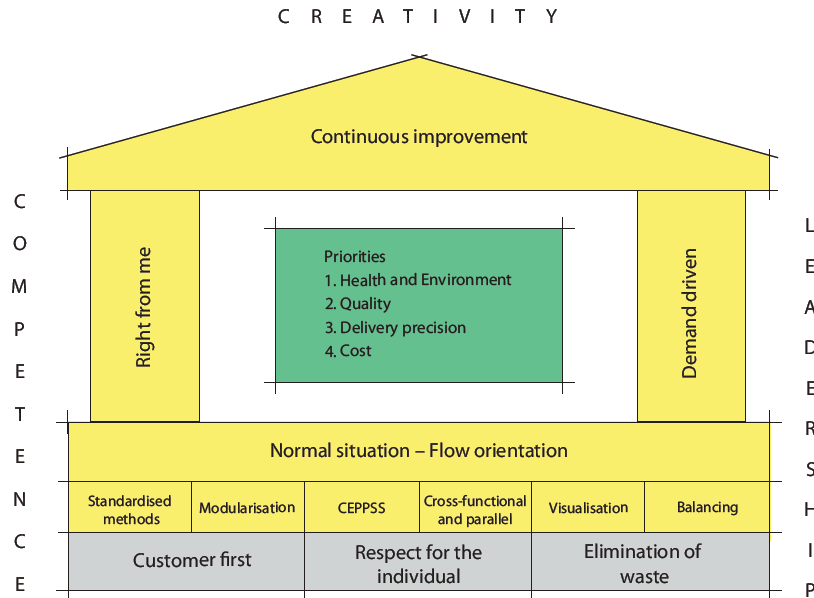 CREATIVITY
Continuous improvement
COMPETENCE
Right from me
Priorities
1. Health and Environment
2. Quality
3. Delivery precision
4. Cost
Demand driven
LEADERSHIP
Normal situation – Flow orientation
Standardised
methods
Modularisation
CEPPSS
Cross-functional
and parallel
Visualisation
Balancing
Customer first
Respect for the
individual
Elimination of
waste